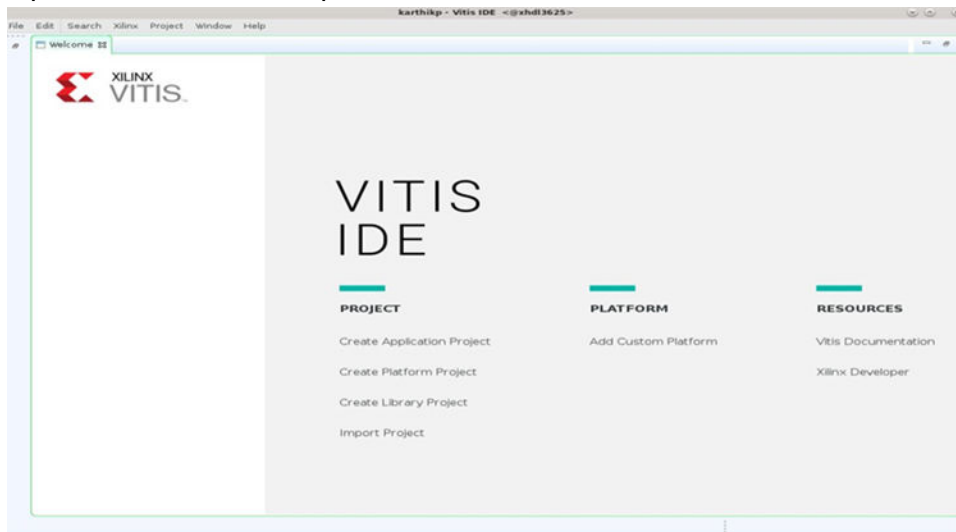 karthikp - Vitis IDE <@xhdl3625>
File Edit Search Xilinx Project Window Help
Welcome
XILINX
VITIS™
VITIS
IDE
PROJECT PLATFORM RESOURCES
Create Application Project Add Custom Platform Vitis Documentation
Create Platform Project Xilinx Developer
Create Library Project
Import Project